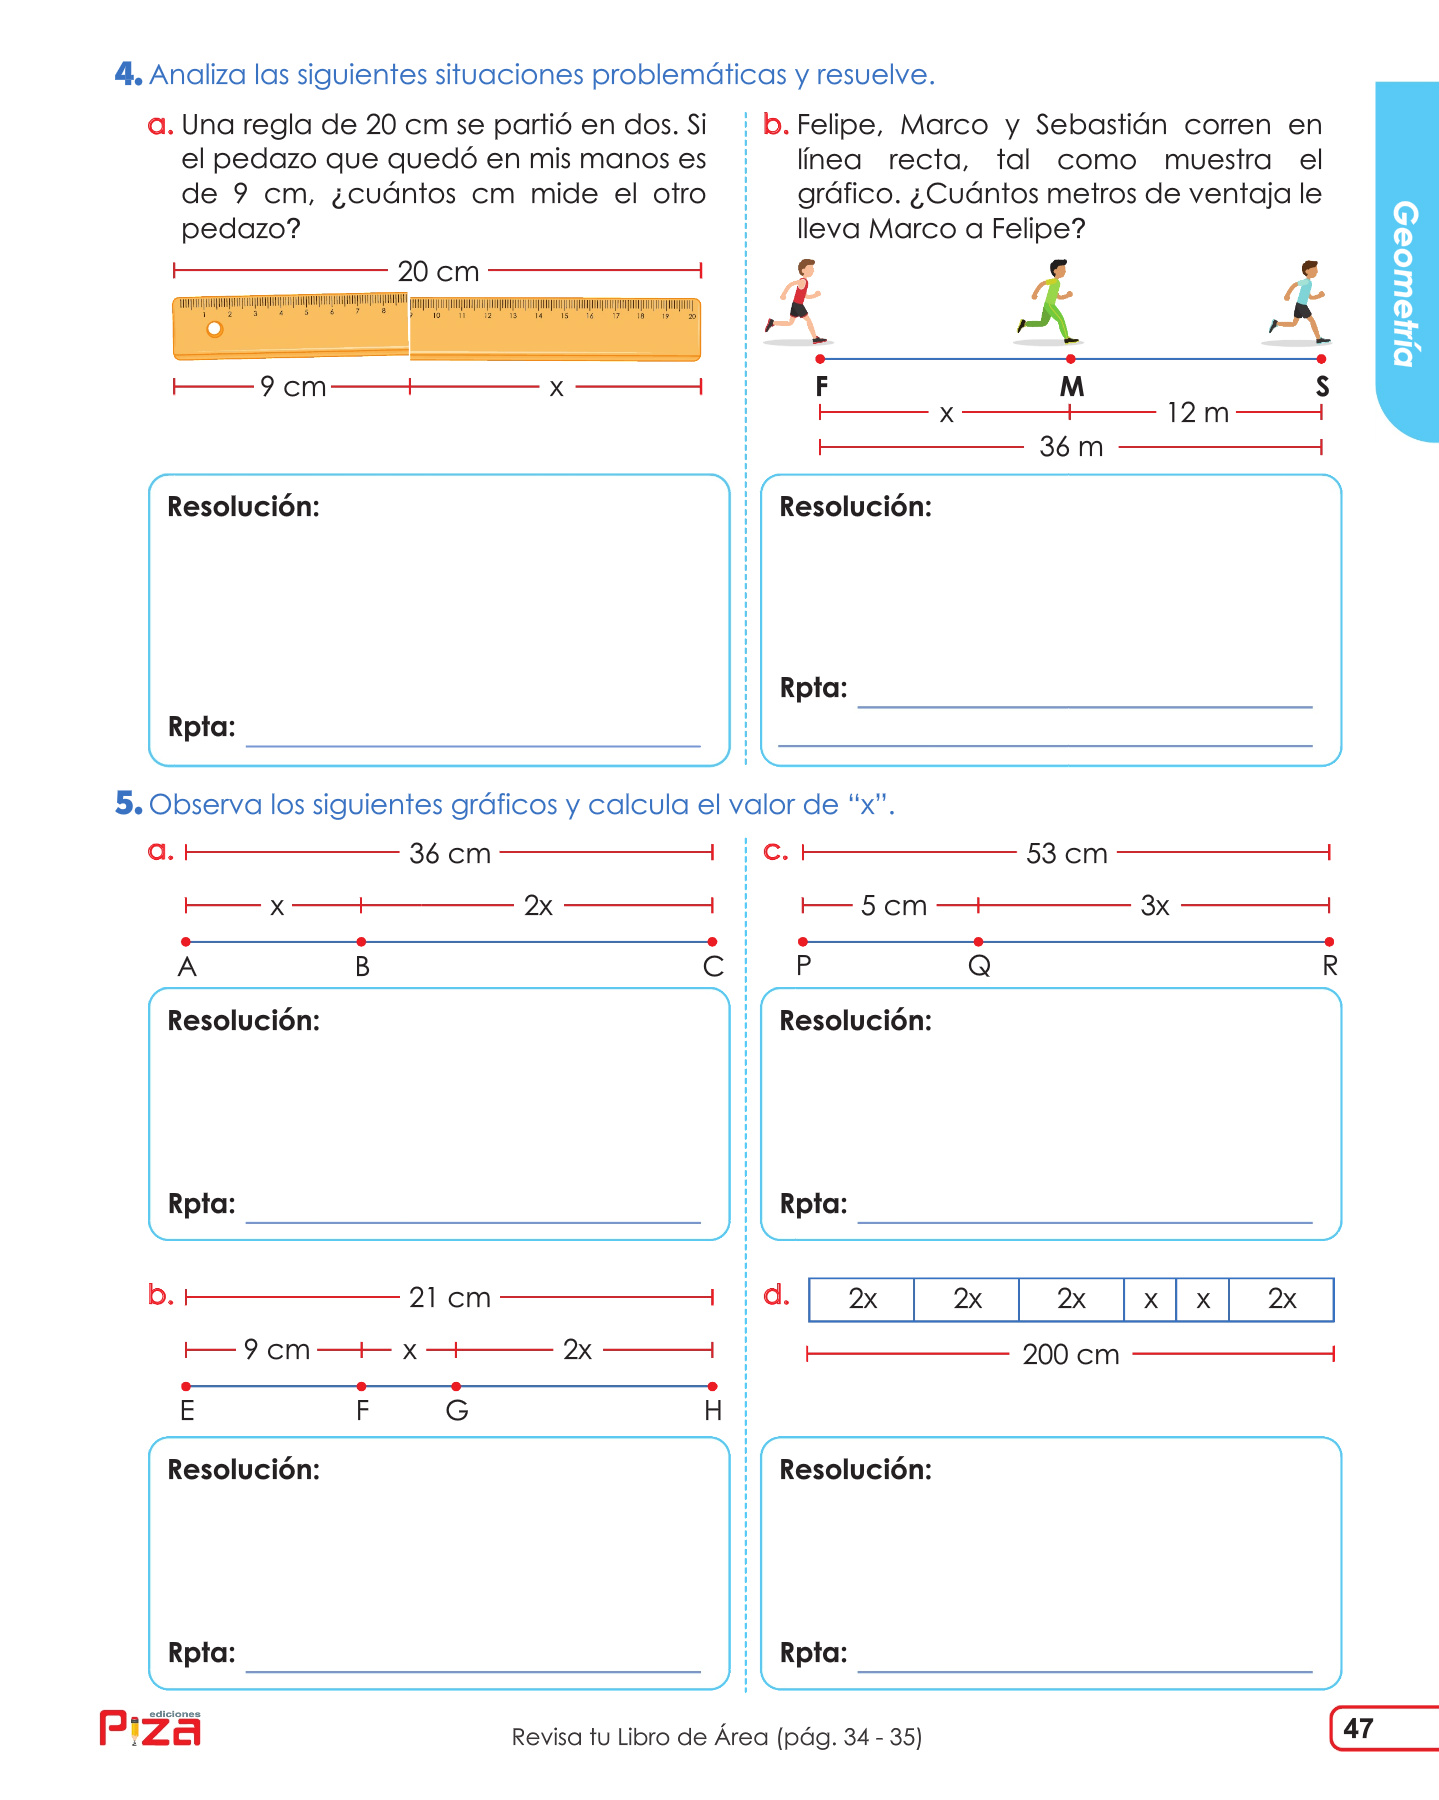 4. Analiza las siguientes situaciones problemáticas y resuelve.
a. Una regla de 20 cm se partió en dos. Si
el pedazo que quedó en mis manos es
de 9 cm, ¿cuántos cm mide el otro
pedazo?
20 cm
1 2 3 4 5 6 7 8 9 10 11 12 13 14 15 16 17 18 19 20
9 cm x
Resolución:
Rpta:
b. Felipe, Marco y Sebastián corren en
línea recta, tal como muestra el
gráfico. ¿Cuántos metros de ventaja le
lleva Marco a Felipe?
F M S
x 12 m
36 m
Resolución:
Rpta:
5. Observa los siguientes gráficos y calcula el valor de “x”.
a. 36 cm
x 2x
A B C
Resolución:
Rpta:
b. 21 cm
9 cm x 2x
E F G H
Resolución:
Rpta:
c. 53 cm
5 cm 3x
P Q R
Resolución:
Rpta:
d. 2x 2x 2x x x 2x
200 cm
Resolución:
Rpta:
Geometría
ediciones
Piza
Revisa tu Libro de Área (pág. 34 - 35)
47